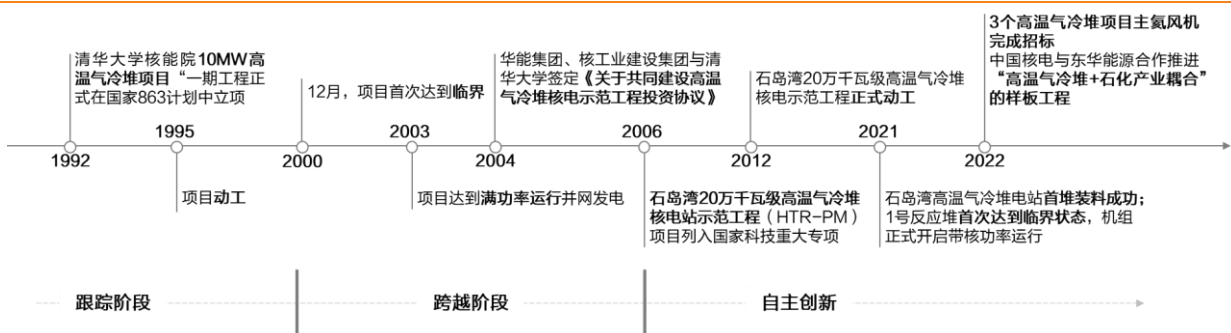 清华大学核能院10MW高
温气冷堆项目“一期工程正
式在国家863计划中立项
12月，项目首次达到临界
华能集团、核工业建设集团与清
华大学签定《关于共同建设高温
气冷堆核电示范工程投资协议》
石岛湾20万千瓦级高温气冷堆
核电示范工程正式动工
3个高温气冷堆项目主氦风机
完成招标
中国核电与东华能源合作推进
“高温气冷堆+石化产业耦合”
的样板工程
1992
1995
2000
2003
2004
2006
2012
2021
2022
项目动工
项目达到满功率运行并网发电
石岛湾20万千瓦级高温气冷堆
核电站示范工程（HTR-PM）
项目列入国家科技重大专项
石岛湾高温气冷堆电站首堆装料成功；
1号反应堆首次达到临界状态，机组
正式开启带核功率运行
跟踪阶段
跨越阶段
自主创新